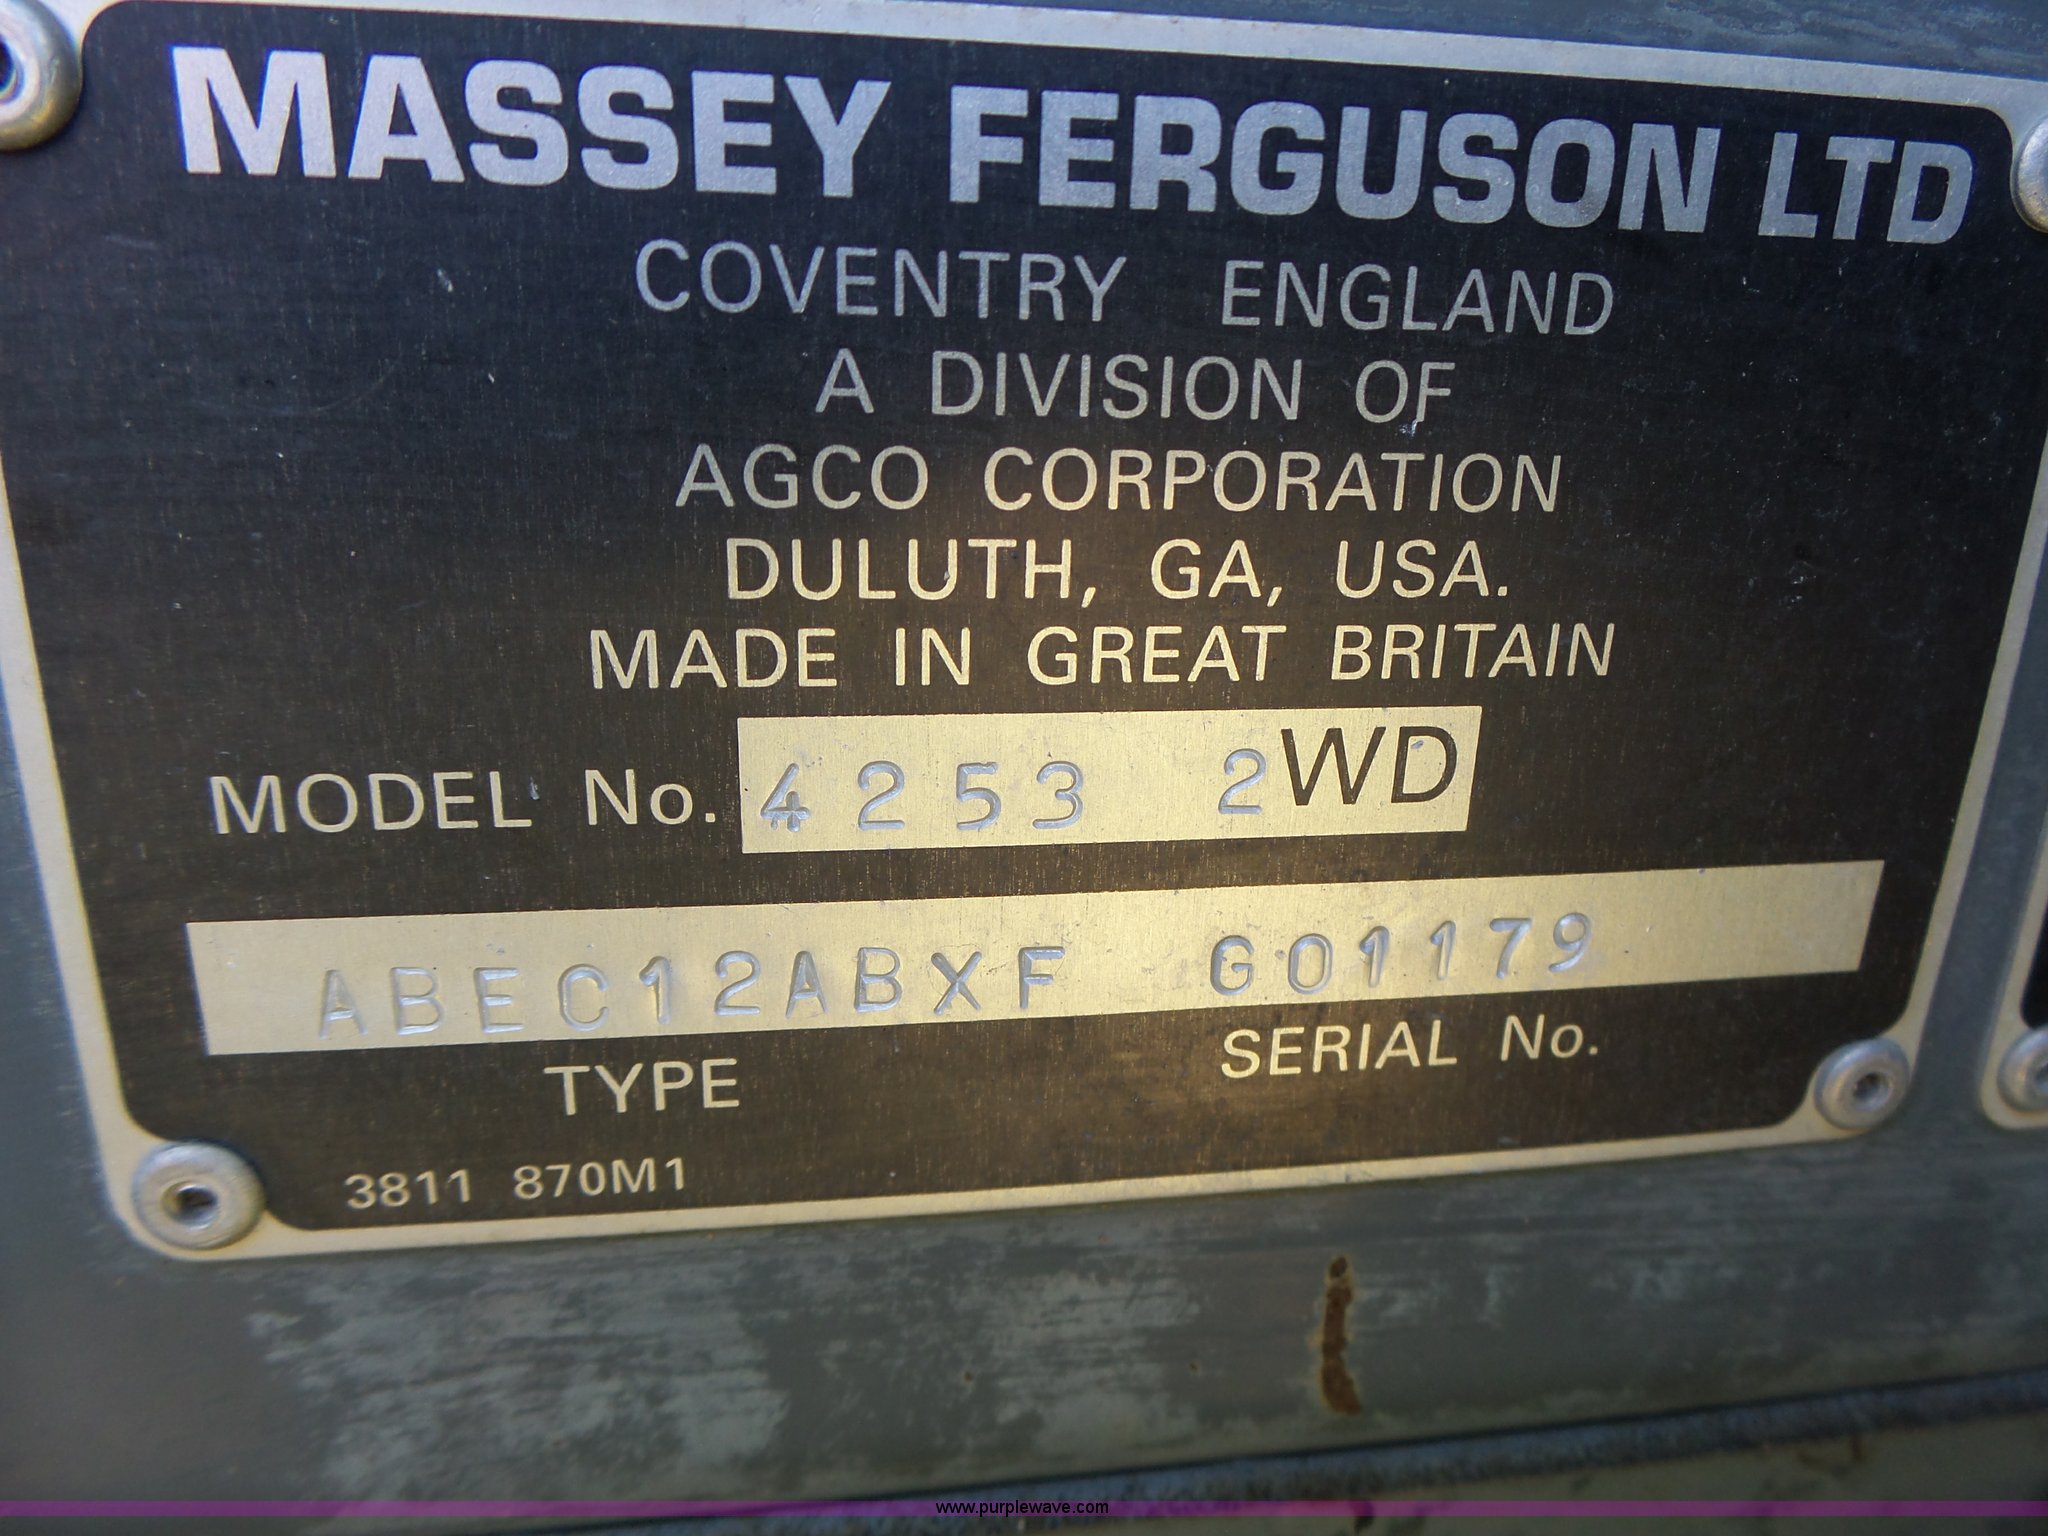 MASSEY FERGUSON LTD
COVENTRY ENGLAND
A DIVISION OF
AGCO CORPORATION
DULUTH, GA, USA.
MADE IN GREAT BRITAIN
MODEL No. 4253 2WD
ABEC12ABXF G01179
TYPE SERIAL No.
3811 870M1
www.purplewave.com